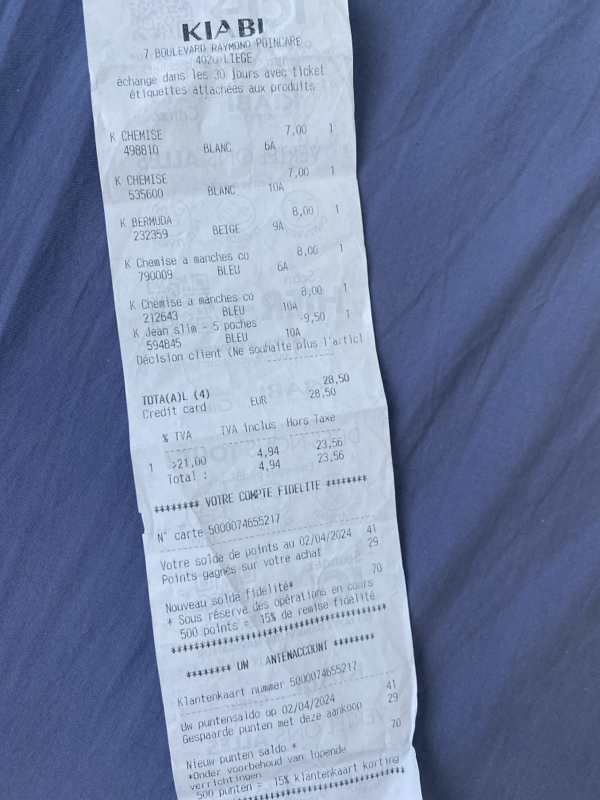 KIABI
7 BOULEVARD RAYMOND POINCARE
4020 LIEGE
échange dans les 30 jours avec ticket
étiquettes attachées aux produits
K CHEMISE 7,00 1
498810 BLANC 6A
K CHEMISE 7,00 1
535600 BLANC 10A
K BERMUDA 8,00 1
232359 BEIGE 9A
K Chemise a manches co 8,00 1
790009 BLEU 6A
K Chemise a manches co 8,00 1
212643 BLEU 10A
K Jean slim - 5 poches -9,50 1
594845 BLEU 10A
Décision client (Ne souhaite plus l'articl
TOTA(A)L (4) 28,50
Credit card EUR 28,50
% TVA TVA inclus Hors Taxe
1 >21,00 4,94 23,56
Total : 4,94 23,56
******** VOTRE COMPTE FIDELITE ********
N° carte 5000074655217
Votre solde de points au 02/04/2024 41
Points gagnés sur votre achat 29
Nouveau solde fidélité* 70
* Sous réserve des opérations en cours
500 points = 15% de remise fidélité
******** UW KLANTENACCOUNT ********
Klantenkaart nummer 5000074655217
Uw puntensaldo op 02/04/2024 41
Gespaarde punten met deze aankoop 29
Nieuw punten saldo * 70
*Onder voorbehoud van lopende
verrichtingen
500 punten = 15% klantenkaart korting